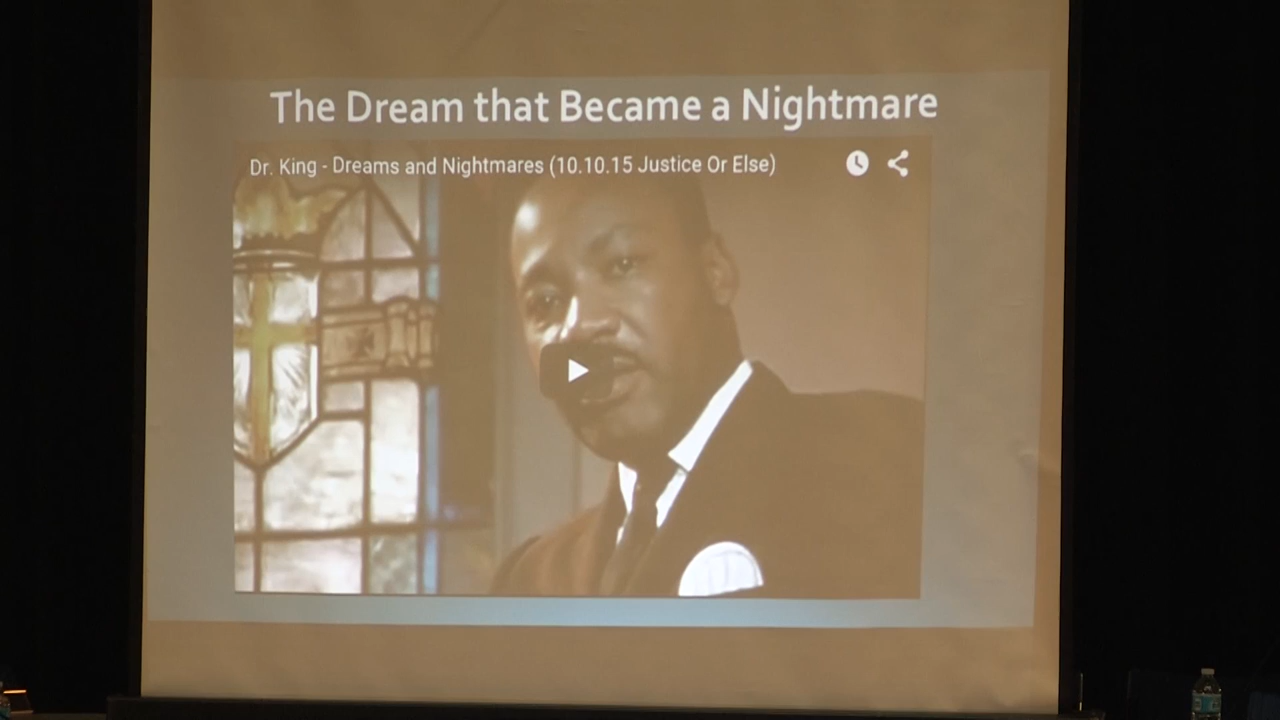 The Dream that Became a Nightmare
Dr. King - Dreams and Nightmares (10.10.15 Justice Or Else)